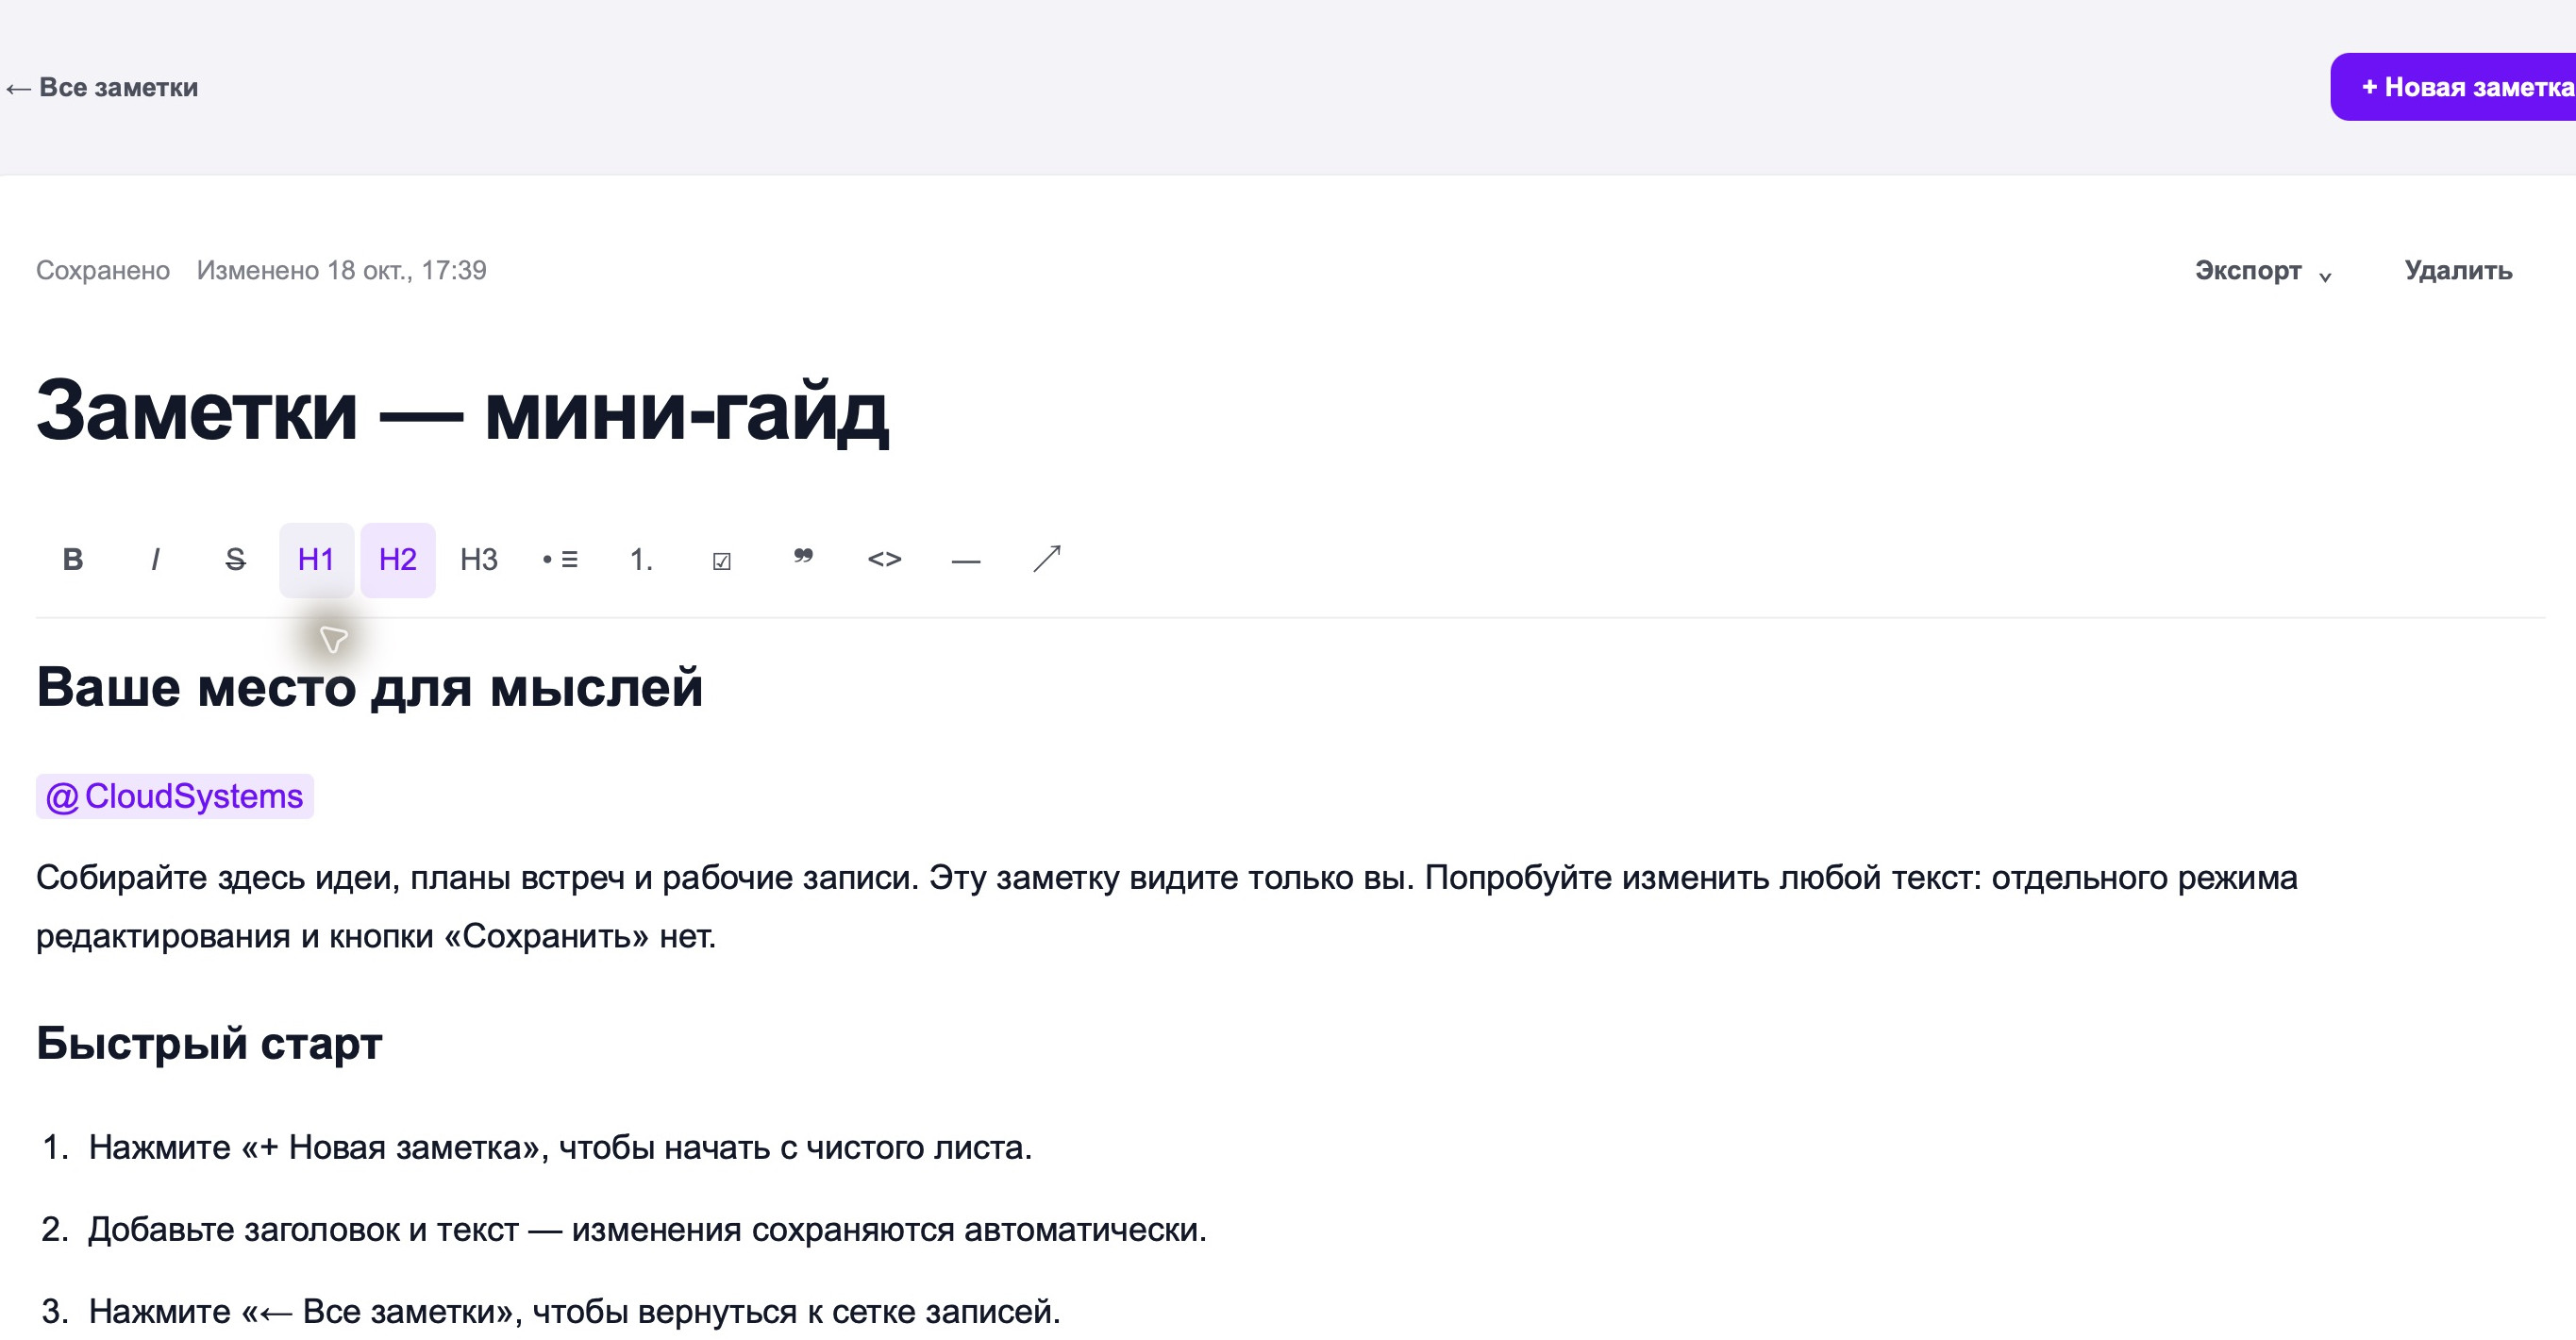 ← Все заметки
+ Новая заметка
Сохранено Изменено 18 окт., 17:39
Экспорт Удалить
Заметки — мини-гайд
B I S H1 H2 H3 • ≡ 1. ☑ ❞ <> —
Ваше место для мыслей
@CloudSystems
Собирайте здесь идеи, планы встреч и рабочие записи. Эту заметку видите только вы. Попробуйте изменить любой текст: отдельного режима
редактирования и кнопки «Сохранить» нет.
Быстрый старт
1. Нажмите «+ Новая заметка», чтобы начать с чистого листа.
2. Добавьте заголовок и текст — изменения сохраняются автоматически.
3. Нажмите «← Все заметки», чтобы вернуться к сетке записей.